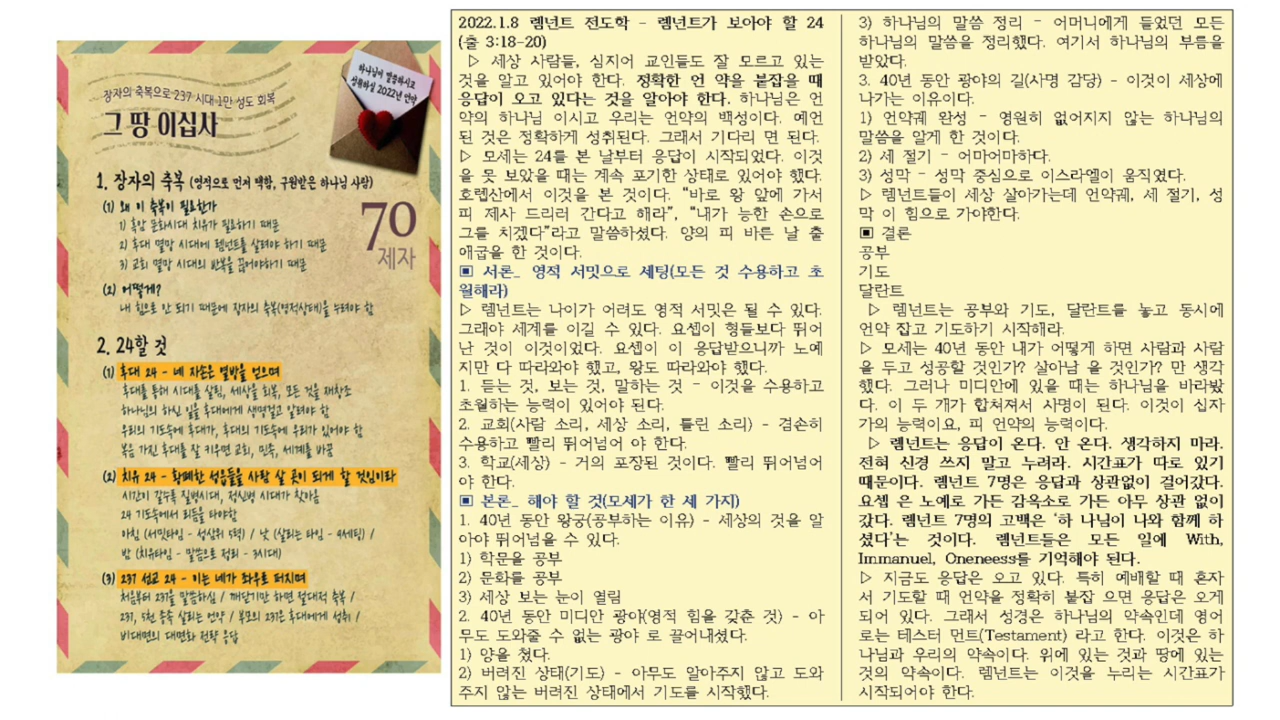 하나님이 말씀하시고
성취하실 2022년 언약
장자의 축복으로 237 시대 1만 성도 회복
그 땅 이십사
1. 장자의 축복 (영적으로 먼저 택함, 구원받은 하나님 사람)
(1) 왜 이 축복이 필요한가
1) 흑암 문화시대 치유가 필요하기 때문
2) 후대 멸망 시대에 렘넌트를 살려야 하기 때문
3) 교회 멸망 시대의 반복을 끊어야하기 때문
70
제자
(2) 어떻게?
내 힘으로 안 되기 때문에 장자의 축복(영적상태)을 누려야 함
2. 24할 것
(1) 후대 24 - 네 자손은 열방을 얻으며
후대를 통해 시대를 살림, 세상을 회복, 모든 것을 재창조
하나님의 하신 일을 후대에게 생명걸고 알려야 함
우리의 기도속에 후대가, 후대의 기도속에 우리가 있어야 함
복음 가진 후대를 잘 키우면 교회, 민족, 세계를 바꿈
(2) 치유 24 - 황폐한 성읍들을 사람 살 곳이 되게 할 것임이라
시간이 갈수록 질병시대, 정신병 시대가 찾아옴
24 기도속에서 리듬을 타야함
아침 (서밋타임 - 성삼위 5력) / 낮 (살리는 타임 - 4세팅) /
밤 (치유타임 - 말씀으로 정리 - 3시대)
(3) 237 선교 24 - 이는 네가 좌우로 퍼지며
처음부터 237을 말씀하심 / 깨닫기만 하면 절대적 축복 /
237, 5천 종족 살리는 언약 / 부모의 237은 후대에게 성취 /
비대면의 대면화 전략 응답
2022.1.8 렘넌트 전도학 - 렘넌트가 보아야 할 24
(출 3:18-20)
▷ 세상 사람들, 심지어 교인들도 잘 모르고 있는
것을 알고 있어야 한다. 정확한 언 약을 붙잡을 때
응답이 오고 있다는 것을 알아야 한다. 하나님은 언
약의 하나님 이시고 우리는 언약의 백성이다. 예언
된 것은 정확하게 성취된다. 그래서 기다리 면 된다.
▷ 모세는 24를 본 날부터 응답이 시작되었다. 이것
을 못 보았을 때는 계속 포기한 상태로 있어야 했다.
호렙산에서 이것을 본 것이다. "바로 왕 앞에 가서
피 제사 드리러 간다고 해라", "내가 능한 손으로
그를 치겠다"라고 말씀하셨다. 양의 피 바른 날 출
애굽을 한 것이다.
▣ 서론_ 영적 서밋으로 세팅(모든 것 수용하고 초
월해라)
▷ 렘넌트는 나이가 어려도 영적 서밋은 될 수 있다.
그래야 세계를 이길 수 있다. 요셉이 형들보다 뛰어
난 것이 이것이었다. 요셉이 이 응답받으니까 노예
지만 다 따라와야 했고, 왕도 따라와야 했다.
1. 듣는 것, 보는 것, 말하는 것 - 이것을 수용하고
초월하는 능력이 있어야 된다.
2. 교회(사람 소리, 세상 소리, 틀린 소리) - 겸손히
수용하고 빨리 뛰어넘어 야 한다.
3. 학교(세상) - 거의 포장된 것이다. 빨리 뛰어넘어
야 한다.
▣ 본론_ 해야 할 것(모세가 한 세 가지)
1. 40년 동안 왕궁(공부하는 이유) - 세상의 것을 알
아야 뛰어넘을 수 있다.
1) 학문을 공부
2) 문화를 공부
3) 세상 보는 눈이 열림
2. 40년 동안 미디안 광야(영적 힘을 갖춘 것) - 아
무도 도와줄 수 없는 광야 로 끌어내셨다.
1) 양을 쳤다.
2) 버려진 상태(기도) - 아무도 알아주지 않고 도와
주지 않는 버려진 상태에서 기도를 시작했다.
3) 하나님의 말씀 정리 - 어머니에게 들었던 모든
하나님의 말씀을 정리했다. 여기서 하나님의 부름을
받았다.
3. 40년 동안 광야의 길(사명 감당) - 이것이 세상에
나가는 이유이다.
1) 언약궤 완성 - 영원히 없어지지 않는 하나님의
말씀을 알게 한 것이다.
2) 세 절기 - 어마어마하다.
3) 성막 - 성막 중심으로 이스라엘이 움직였다.
▷ 렘넌트들이 세상 살아가는데 언약궤, 세 절기, 성
막 이 힘으로 가야한다.
▣ 결론
공부
기도
달란트
▷ 렘넌트는 공부와 기도, 달란트를 놓고 동시에
언약 잡고 기도하기 시작해라.
▷ 모세는 40년 동안 내가 어떻게 하면 사람과 사람
을 두고 성공할 것인가? 살아남 을 것인가? 만 생각
했다. 그러나 미디안에 있을 때는 하나님을 바라봤
다. 이 두 개가 합쳐져서 사명이 된다. 이것이 십자
가의 능력이요, 피 언약의 능력이다.
▷ 렘넌트는 응답이 온다. 안 온다. 생각하지 마라.
전혀 신경 쓰지 말고 누려라. 시간표가 따로 있기
때문이다. 렘넌트 7명은 응답과 상관없이 걸어갔다.
요셉 은 노예로 가든 감옥소로 가든 아무 상관 없이
갔다. 렘넌트 7명의 고백은 '하 나님이 나와 함께 하
셨다'는 것이다. 렘넌트들은 모든 일에 With,
Immanuel, Oneneess를 기억해야 된다.
▷ 지금도 응답은 오고 있다. 특히 예배할 때 혼자
서 기도할 때 언약을 정확히 붙잡 으면 응답은 오게
되어 있다. 그래서 성경은 하나님의 약속인데 영어
로는 테스터 먼트(Testament) 라고 한다. 이것은 하
나님과 우리의 약속이다. 위에 있는 것과 땅에 있는
것의 약속이다. 렘넌트는 이것을 누리는 시간표가
시작되어야 한다.